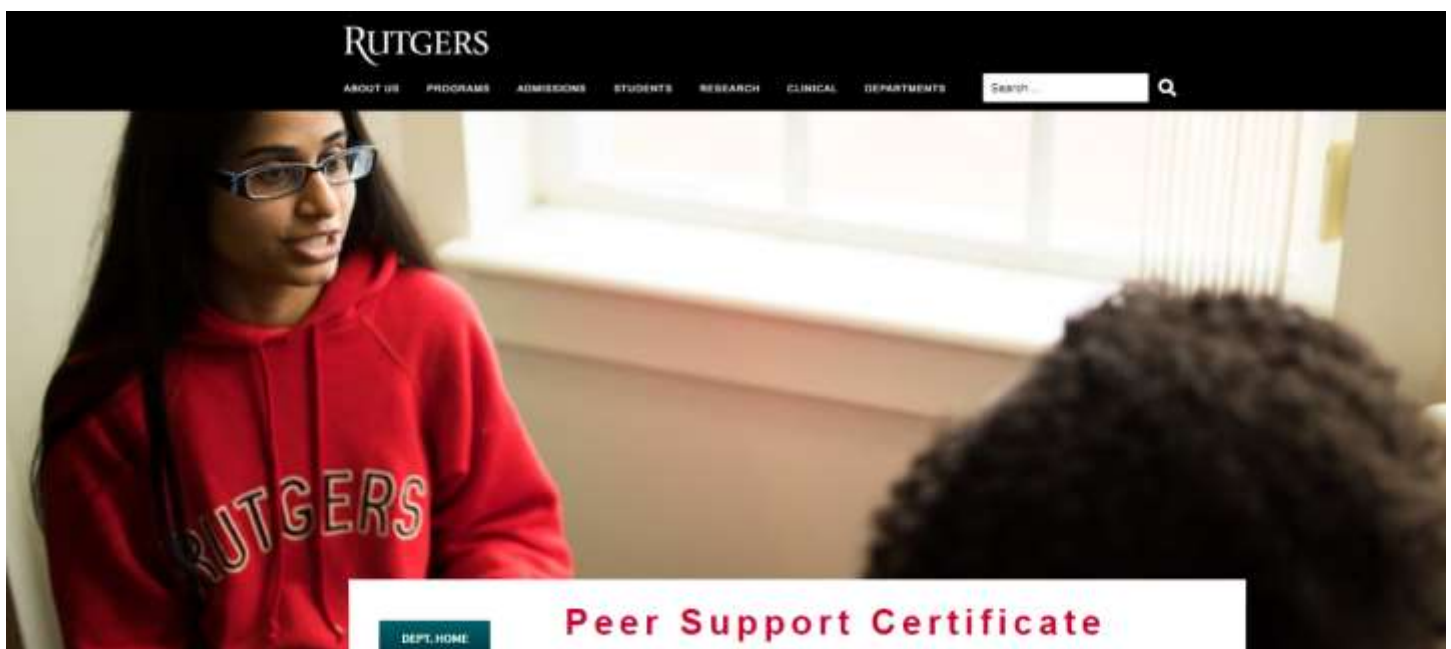 RUTGERS
ABOUT US PROGRAMS ADMISSIONS STUDENTS RESEARCH CLINICAL DEPARTMENTS Search ...
RUTGERS
Peer Support Certificate
DEPT. HOME